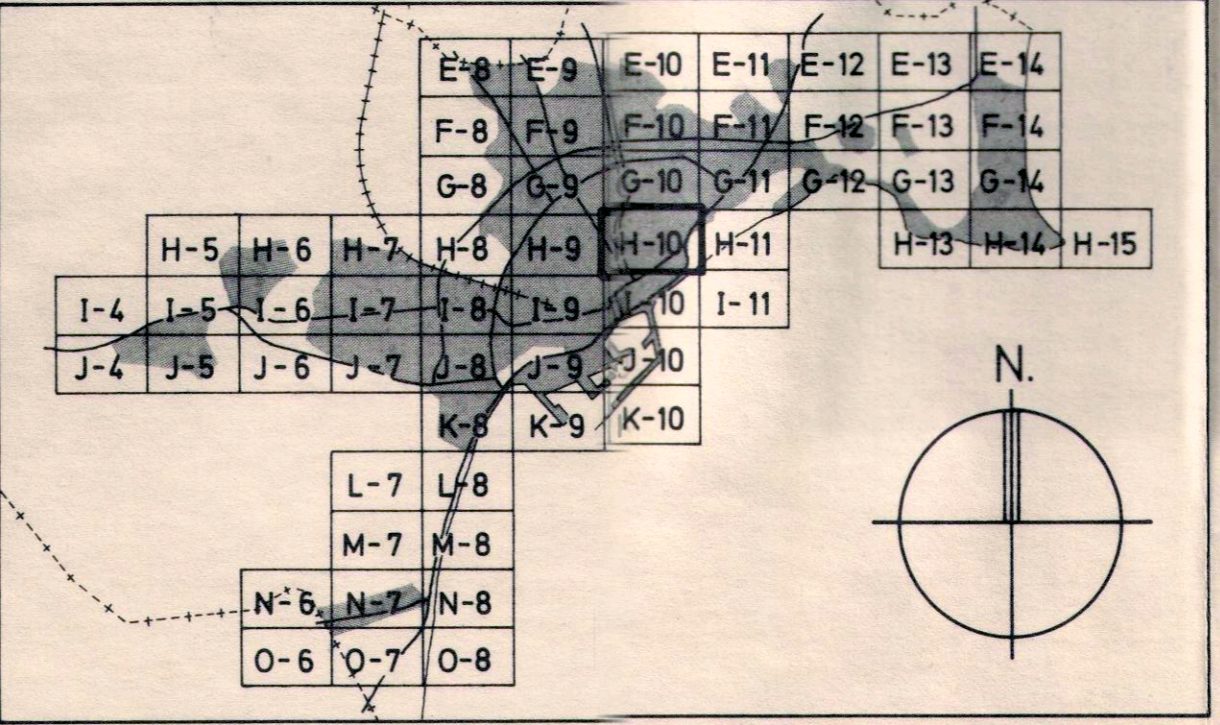 E-8 E-9 E-10 E-11 E-12 E-13 E-14
F-8 F-9 F-10 F-11 F-12 F-13 F-14
G-8 G-9 G-10 G-11 G-12 G-13 G-14
H-5 H-6 H-7 H-8 H-9 H-10 H-11 H-13 H-14 H-15
I-4 I-5 I-6 I-7 I-8 I-9 I-10 I-11
J-4 J-5 J-6 J-7 J-8 J-9 J-10
N.
K-8 K-9 K-10
L-7 L-8
M-7 M-8
N-6 N-7 N-8
O-6 O-7 O-8